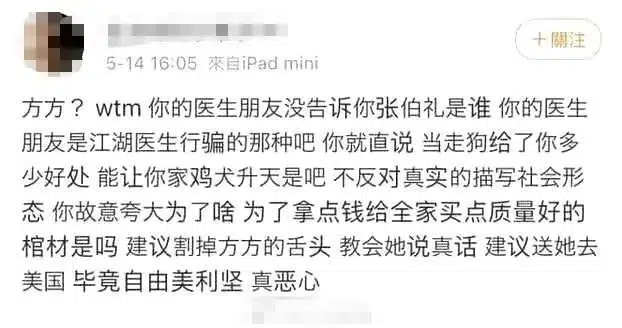 +關注
5-14 16:05 來自iPad mini
方方？ wtm 你的医生朋友没告诉你张伯礼是谁 你的医生
朋友是江湖医生行骗的那种吧 你就直说 当走狗给了你多
少好处 能让你家鸡犬升天是吧 不反对真实的描写社会形
态 你故意夸大为了啥 为了拿点钱给全家买点质量好的
棺材是吗 建议割掉方方的舌头 教会她说真话 建议送她去
美国 毕竟自由美利坚 真恶心